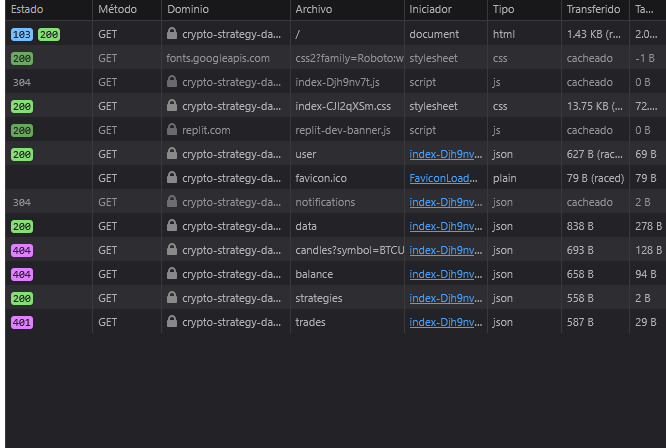 Estado Método Dominio Archivo Iniciador Tipo Transferido Ta...
103 200 GET crypto-strategy-da... / document html 1.43 KB (r... 2.0...
200 GET fonts.googleapis.com css2?family=Roboto:w stylesheet css cacheado -1 B
304 GET crypto-strategy-da... index-Djh9nv7t.js script js cacheado 0 B
200 GET crypto-strategy-da... index-CJl2qXSm.css stylesheet css 13.75 KB (... 72....
200 GET replit.com replit-dev-banner.js script js cacheado 0 B
200 GET crypto-strategy-da... user index-Djh9nv... json 627 B (rac... 69 B
GET crypto-strategy-da... favicon.ico FaviconLoad... plain 79 B (raced) 79 B
304 GET crypto-strategy-da... notifications index-Djh9nv... json cacheado 2 B
200 GET crypto-strategy-da... data index-Djh9nv... json 838 B 278 B
404 GET crypto-strategy-da... candles?symbol=BTCU index-Djh9nv... json 693 B 128 B
404 GET crypto-strategy-da... balance index-Djh9nv... json 658 B 94 B
200 GET crypto-strategy-da... strategies index-Djh9nv... json 558 B 2 B
401 GET crypto-strategy-da... trades index-Djh9nv... json 587 B 29 B